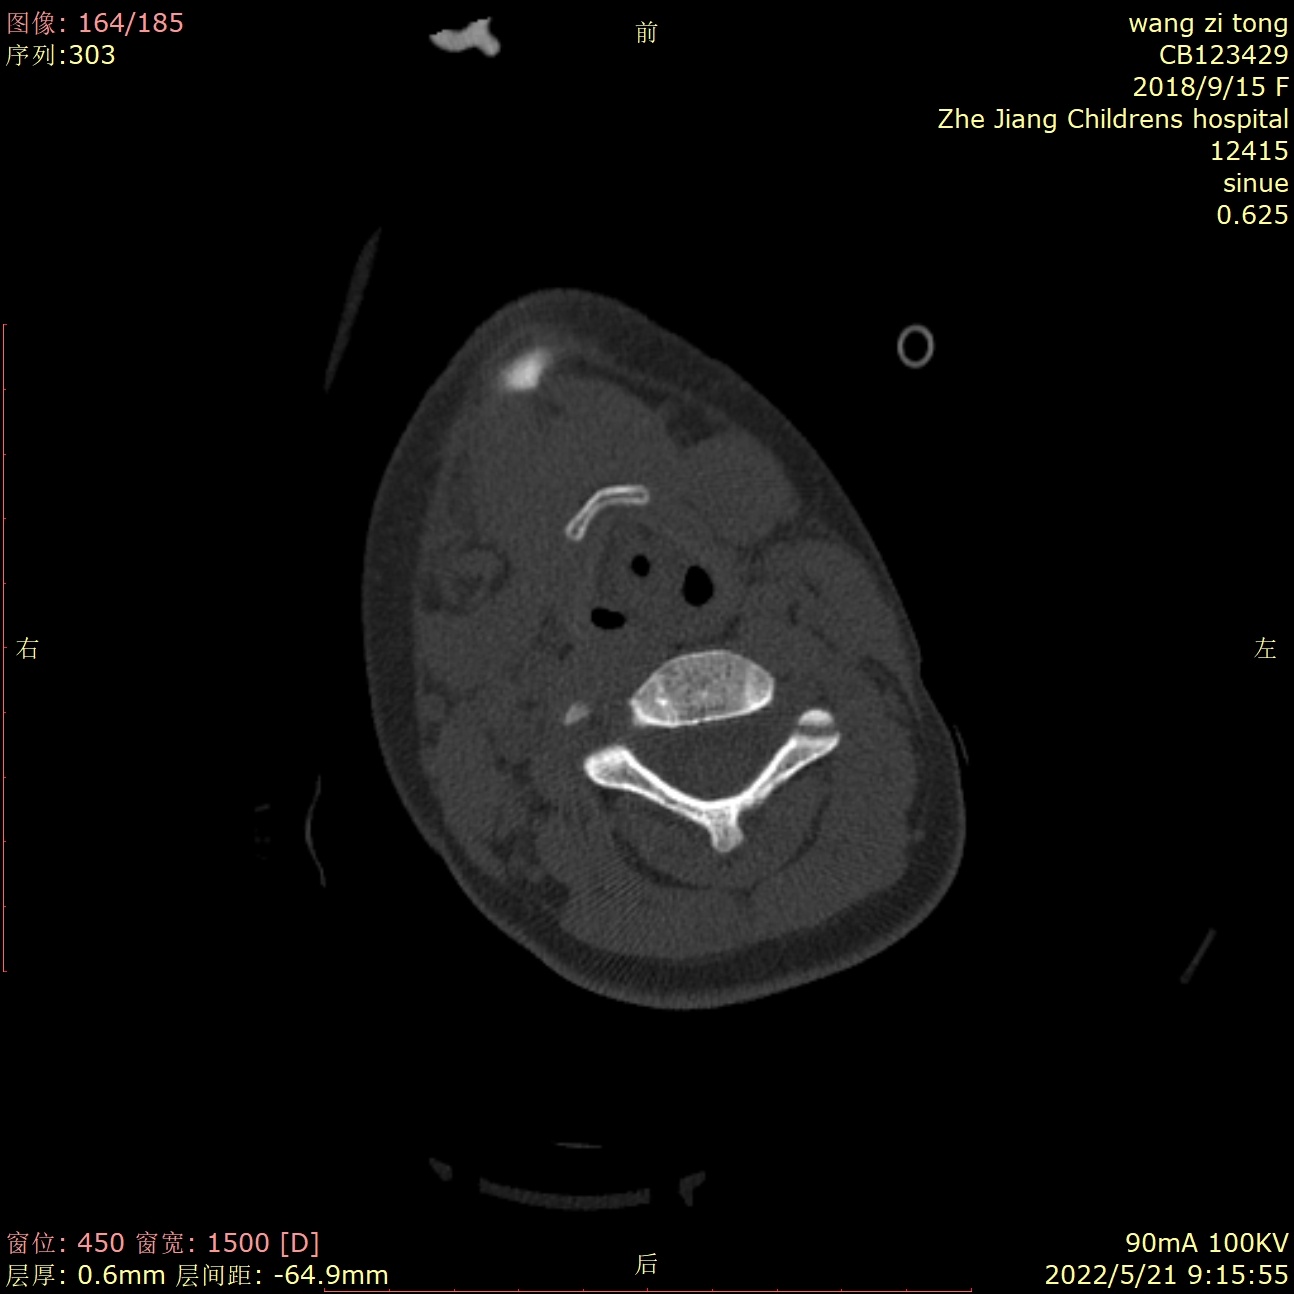 图像: 164/185
序列:303
前
wang zi tong
CB123429
2018/9/15 F
Zhe Jiang Childrens hospital
12415
sinue
0.625
右
左
窗位: 450 窗宽: 1500 [D]
层厚: 0.6mm 层间距: -64.9mm
后
90mA 100KV
2022/5/21 9:15:55